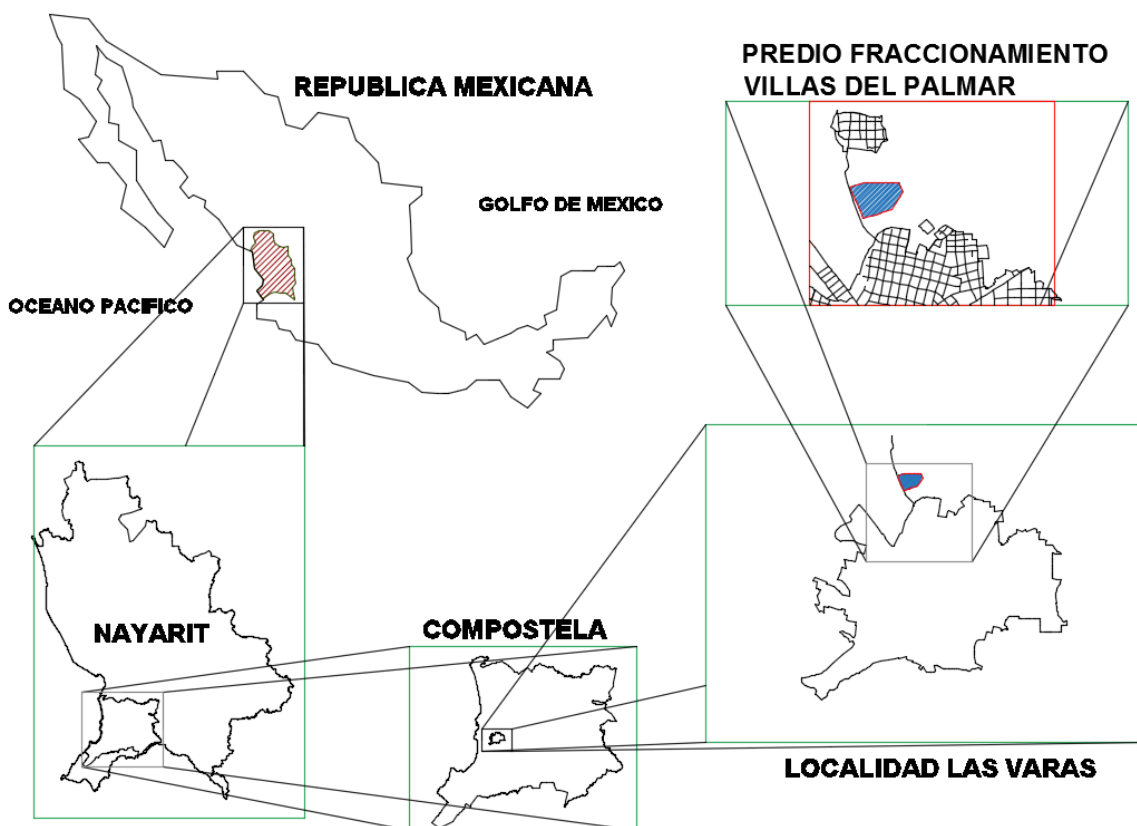 REPUBLICA MEXICANA
PREDIO FRACCIONAMIENTO
VILLAS DEL PALMAR
GOLFO DE MEXICO
OCEANO PACIFICO
NAYARIT
COMPOSTELA
LOCALIDAD LAS VARAS